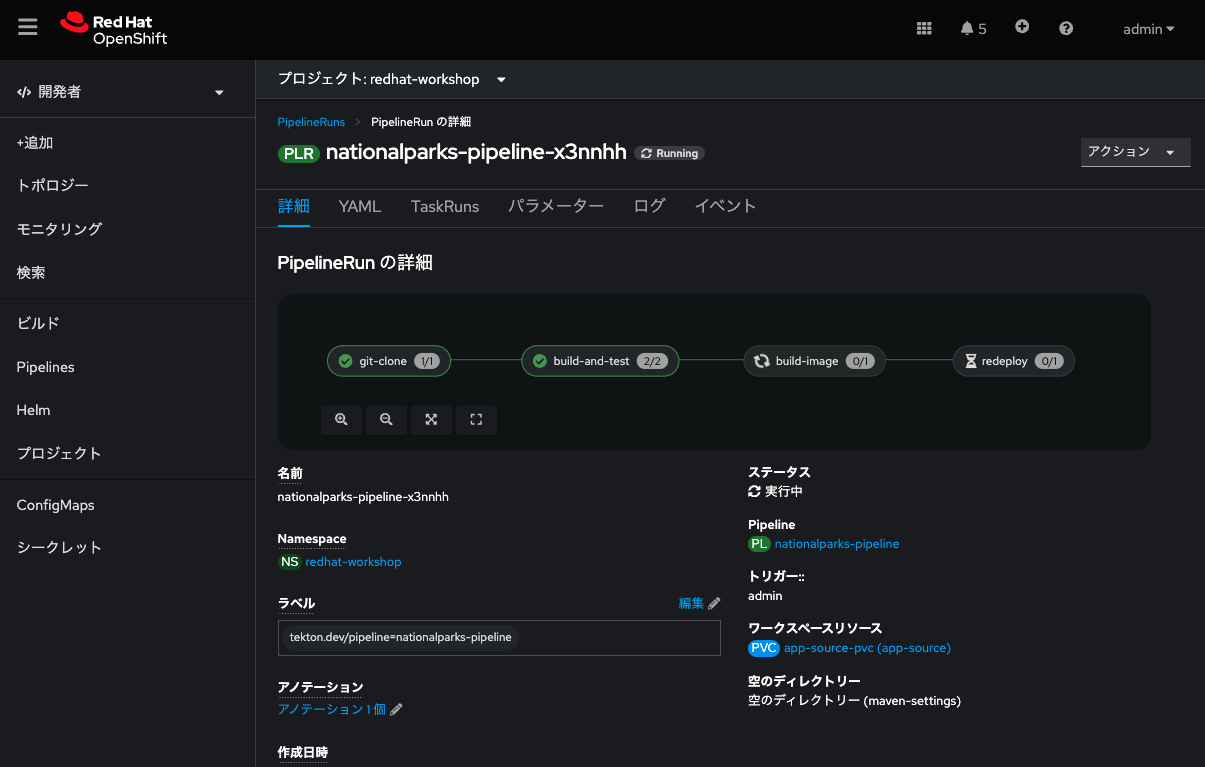 Red Hat
OpenShift
5
admin
開発者
プロジェクト: redhat-workshop
+追加
トポロジー
モニタリング
検索
ビルド
Pipelines
Helm
プロジェクト
ConfigMaps
シークレット
PipelineRuns
PipelineRun の詳細
PLR nationalparks-pipeline-x3nnhh Running
アクション
詳細 YAML TaskRuns パラメーター ログ イベント
PipelineRun の詳細
git-clone 1/1 build-and-test 2/2 build-image 0/1 redeploy 0/1
名前
nationalparks-pipeline-x3nnhh
Namespace
NS redhat-workshop
ラベル 編集
tekton.dev/pipeline=nationalparks-pipeline
アノテーション
アノテーション 1 個
作成日時
ステータス
実行中
Pipeline
PL nationalparks-pipeline
トリガー::
admin
ワークスペースリソース
PVC app-source-pvc (app-source)
空のディレクトリー
空のディレクトリー (maven-settings)